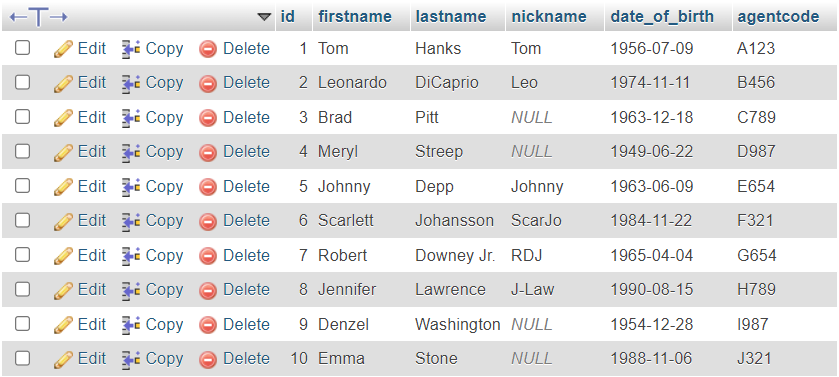 id firstname lastname nickname date_of_birth agentcode
Edit Copy Delete 1 Tom Hanks Tom 1956-07-09 A123
Edit Copy Delete 2 Leonardo DiCaprio Leo 1974-11-11 B456
Edit Copy Delete 3 Brad Pitt NULL 1963-12-18 C789
Edit Copy Delete 4 Meryl Streep NULL 1949-06-22 D987
Edit Copy Delete 5 Johnny Depp Johnny 1963-06-09 E654
Edit Copy Delete 6 Scarlett Johansson ScarJo 1984-11-22 F321
Edit Copy Delete 7 Robert Downey Jr. RDJ 1965-04-04 G654
Edit Copy Delete 8 Jennifer Lawrence J-Law 1990-08-15 H789
Edit Copy Delete 9 Denzel Washington NULL 1954-12-28 I987
Edit Copy Delete 10 Emma Stone NULL 1988-11-06 J321